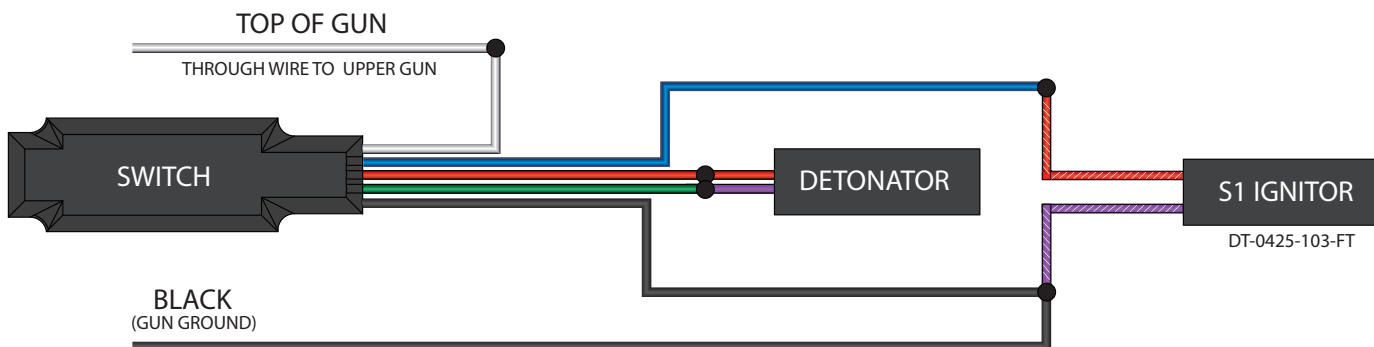 TOP OF GUN
THROUGH WIRE TO UPPER GUN
SWITCH
DETONATOR
S1 IGNITOR
DT-0425-103-FT
BLACK
(GUN GROUND)